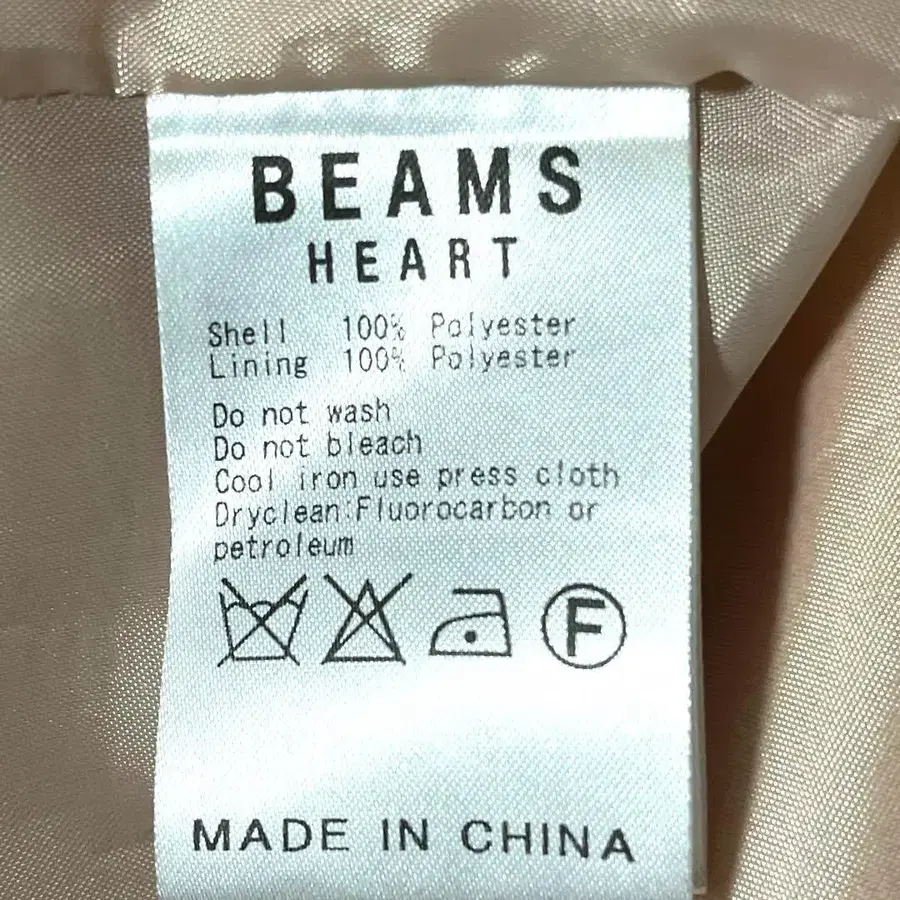 BEAMS
HEART
Shell 100% Polyester
Lining 100% Polyester
Do not wash
Do not bleach
Cool iron use press cloth
Dryclean:Fluorocarbon or
petroleum
F
MADE IN CHINA